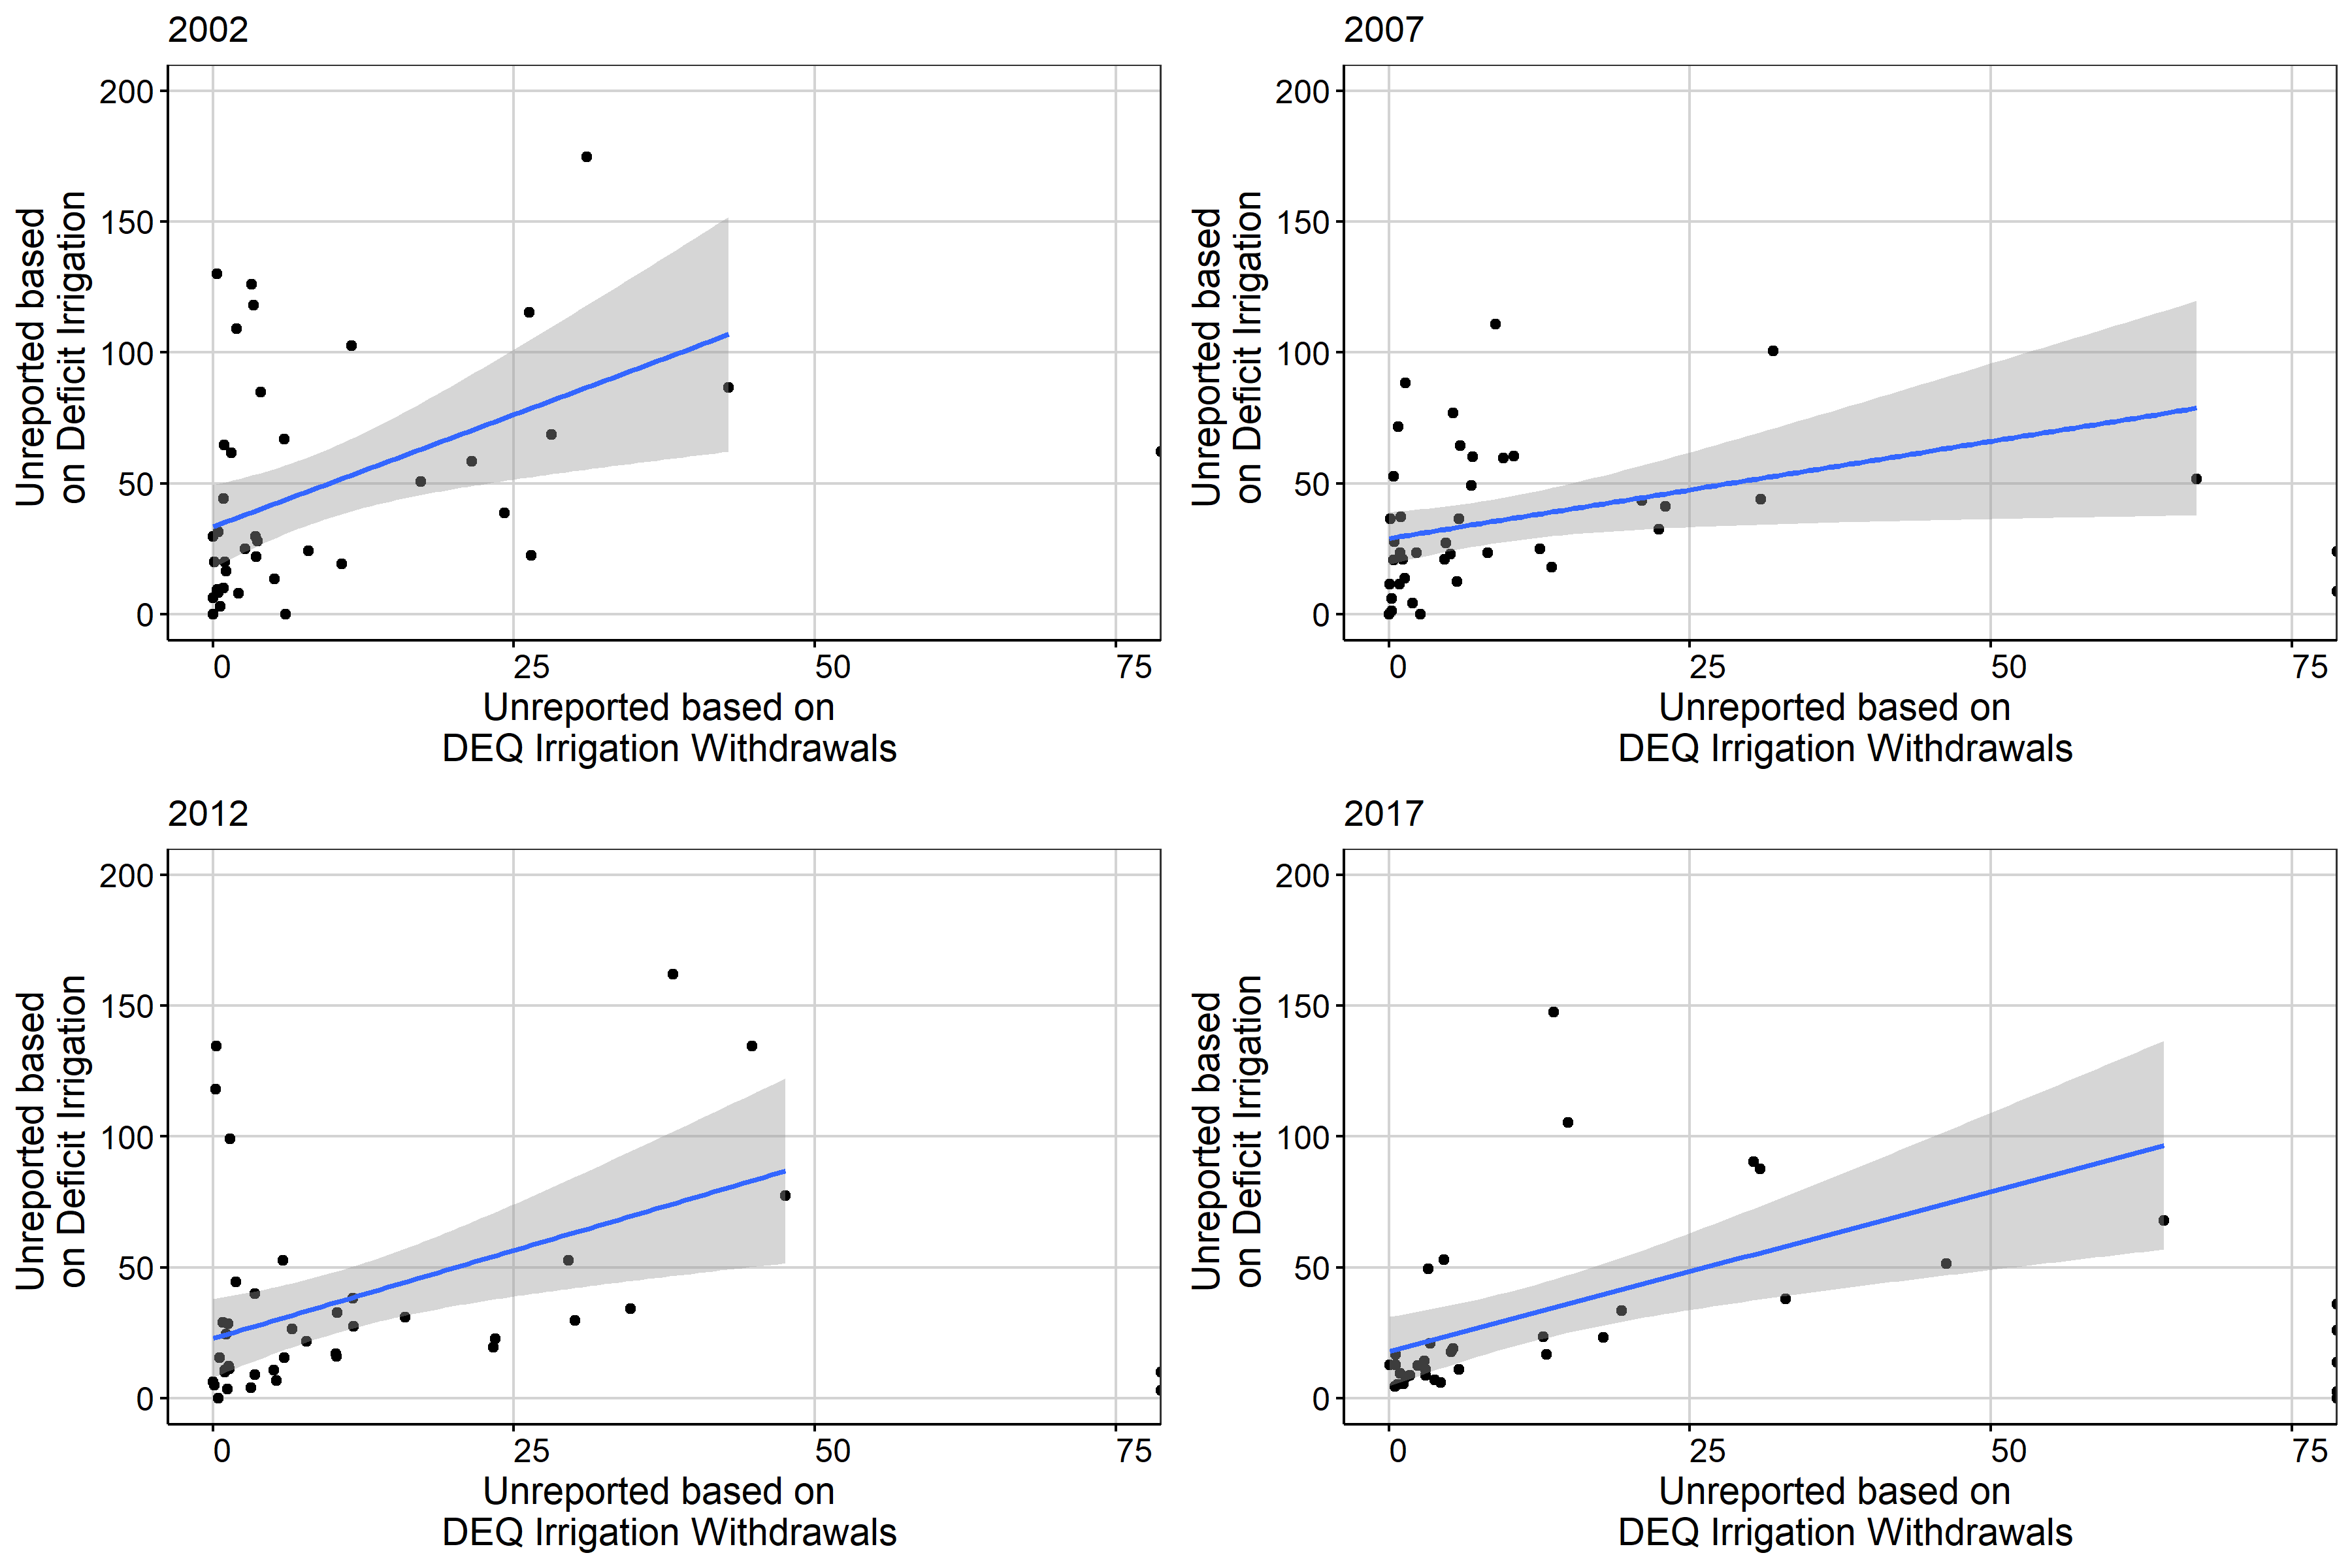 2002
200
150
100
50
0
Unreported based
on Deficit Irrigation
0 25 50 75
Unreported based on
DEQ Irrigation Withdrawals
2007
200
150
100
50
0
Unreported based
on Deficit Irrigation
0 25 50 75
Unreported based on
DEQ Irrigation Withdrawals
2012
200
150
100
50
0
Unreported based
on Deficit Irrigation
0 25 50 75
Unreported based on
DEQ Irrigation Withdrawals
2017
200
150
100
50
0
Unreported based
on Deficit Irrigation
0 25 50 75
Unreported based on
DEQ Irrigation Withdrawals